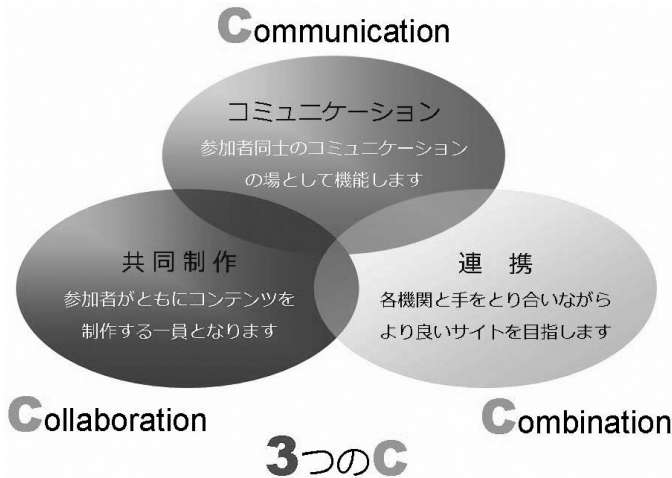 Communication
コミュニケーション
参加者同士のコミュニケーション
の場として機能します
共同制作
参加者がともにコンテンツを
制作する一員となります
連 携
各機関と手をとり合いながら
より良いサイトを目指します
Collaboration
Combination
3つのC